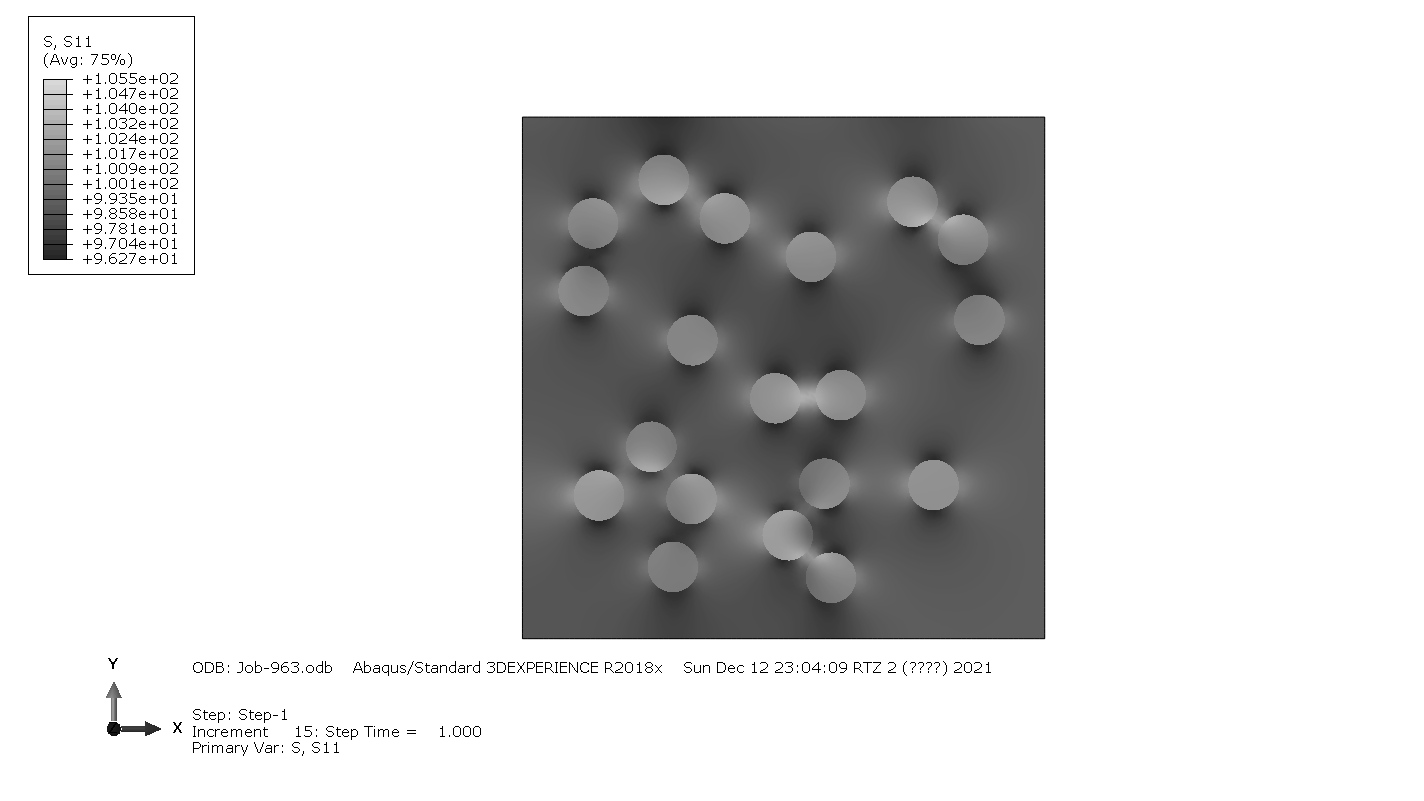 S, S11
(Avg: 75%)
+1.055e+02
+1.047e+02
+1.040e+02
+1.032e+02
+1.024e+02
+1.017e+02
+1.009e+02
+1.001e+02
+9.935e+01
+9.858e+01
+9.781e+01
+9.704e+01
+9.627e+01
Y
X
ODB: Job-963.odb    Abaqus/Standard 3DEXPERIENCE R2018x    Sun Dec 12 23:04:09 RTZ 2 (????) 2021
Step: Step-1
Increment     15: Step Time =    1.000
Primary Var: S, S11